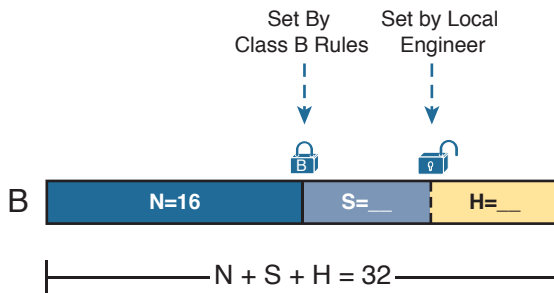 Set By
Class B Rules
Set by Local
Engineer
B
B
N=16
S=__
H=__
N + S + H = 32